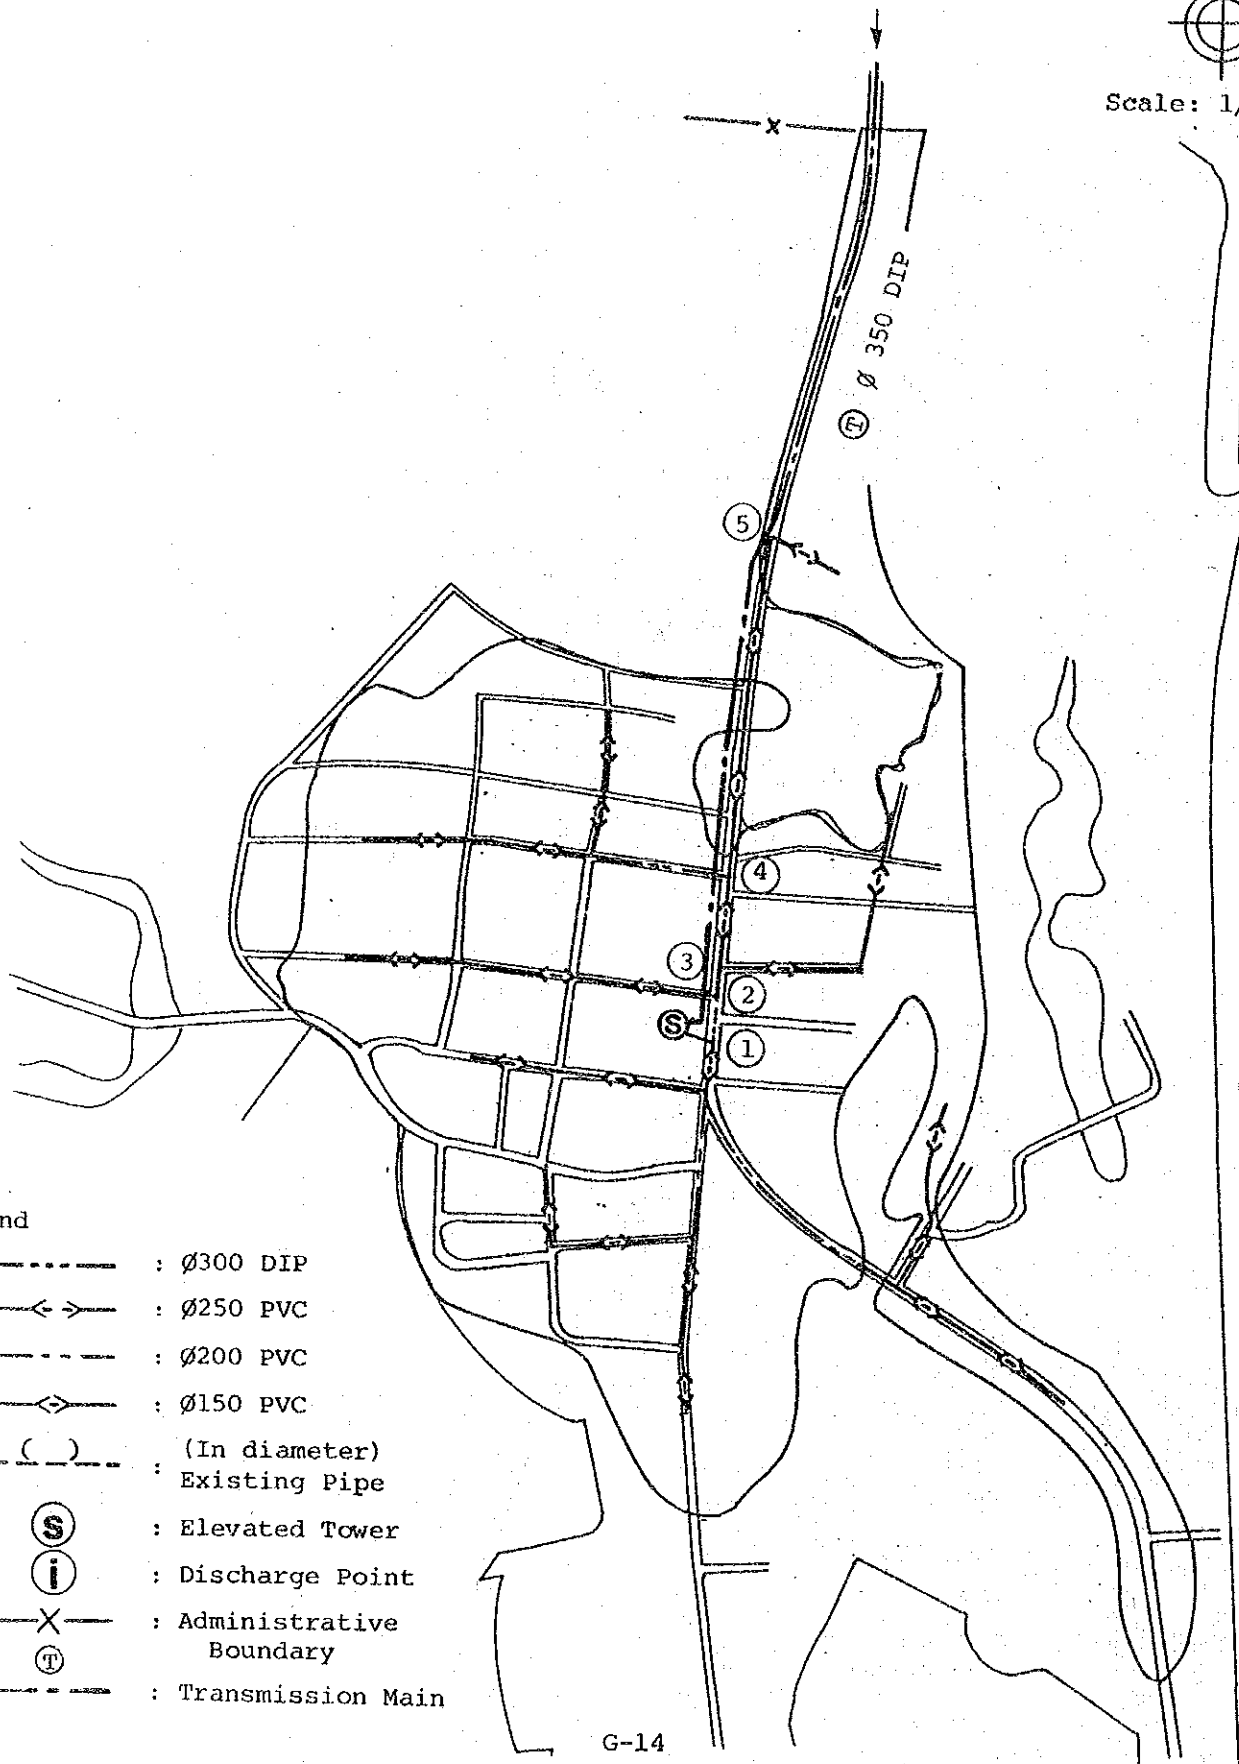 Scale: 1/
Ⓣ Ø 350 DIP
5
4
3
2
S
1
nd
: Ø300 DIP
: Ø250 PVC
: Ø200 PVC
: Ø150 PVC
( ) : (In diameter)
Existing Pipe
S : Elevated Tower
i : Discharge Point
X : Administrative
Boundary
Ⓣ
: Transmission Main
G-14